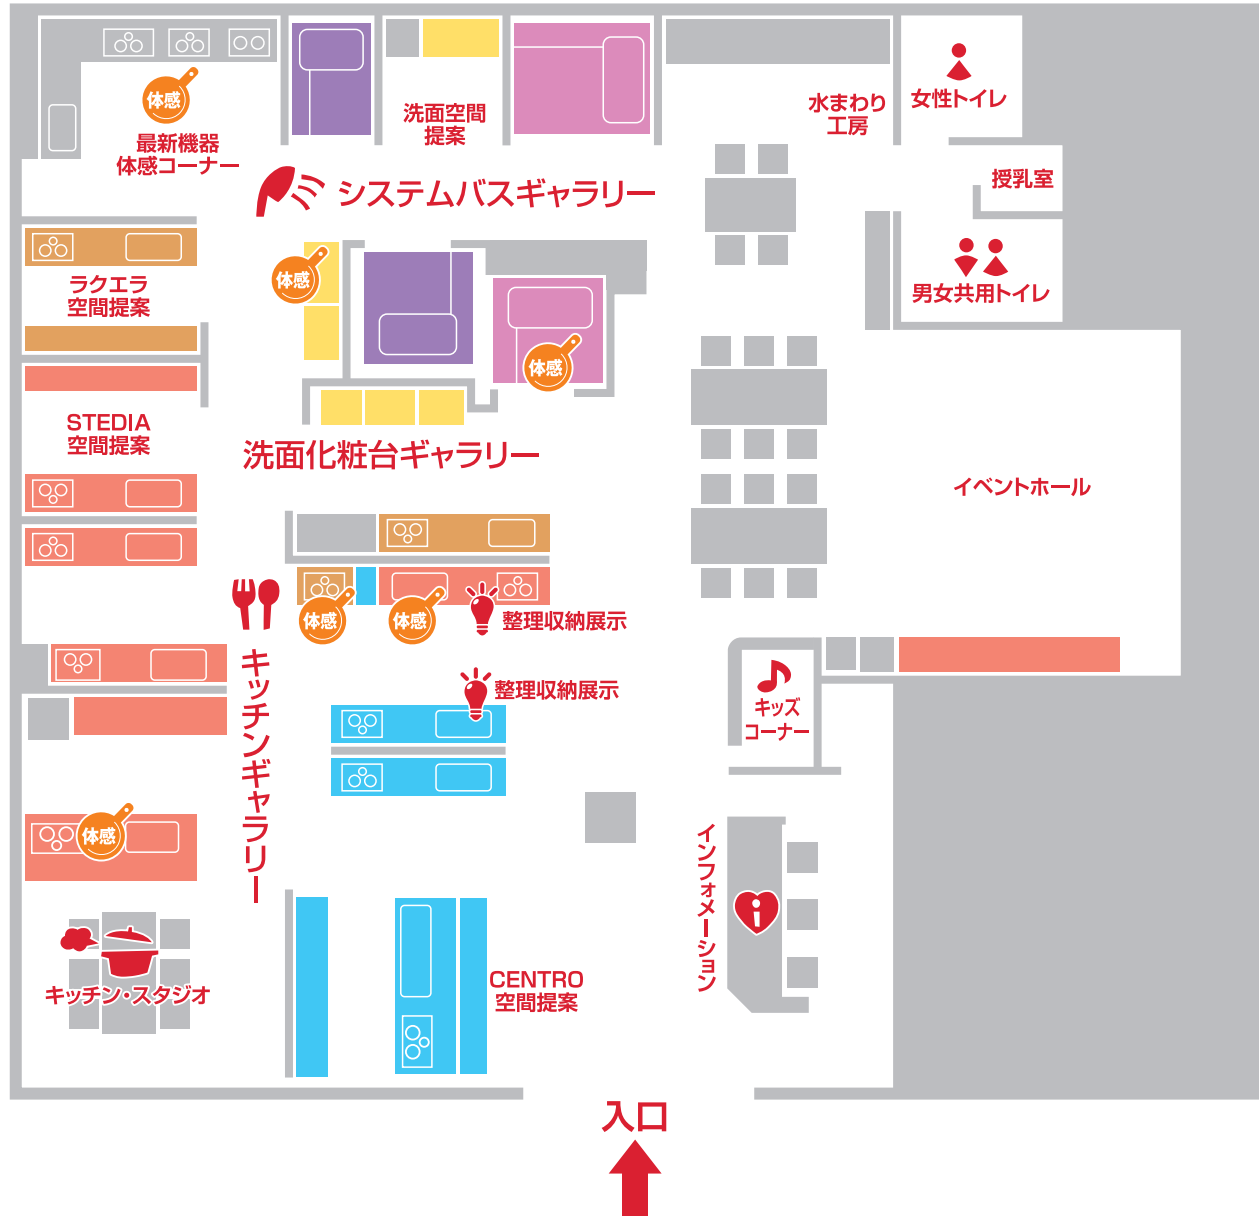 体感
最新機器
体感コーナー
洗面空間
提案
水まわり
工房
女性トイレ
授乳室
男女共用トイレ
システムバスギャラリー
体感
体感
ラクエラ
空間提案
STEDIA
空間提案
洗面化粧台ギャラリー
イベントホール
体感
体感
整理収納展示
整理収納展示
キッチンギャラリー
キッズ
コーナー
体感
インフォメーション
i
キッチン・スタジオ
CENTRO
空間提案
入口